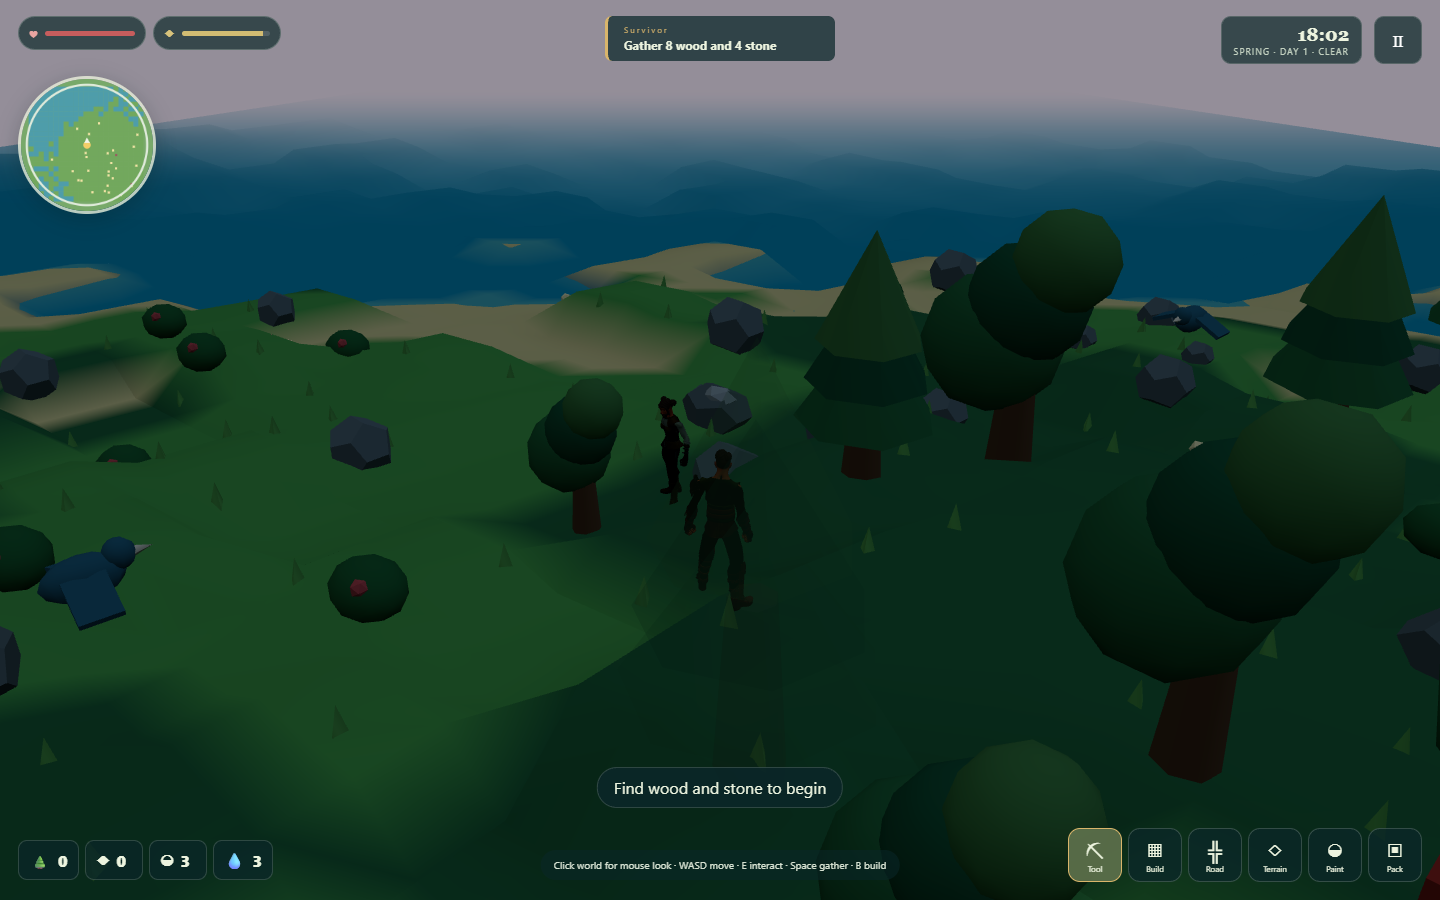 Survivor
Gather 8 wood and 4 stone
18:02
SPRING · DAY 1 · CLEAR
II
Find wood and stone to begin
0
0
3
3
Click world for mouse look · WASD move · E interact · Space gather · B build
Tool
Build
Road
Terrain
Paint
Pack